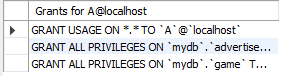 Grants for A@localhost
GRANT USAGE ON *.* TO `A`@`localhost`
GRANT ALL PRIVILEGES ON `mydb`.`advertise...
GRANT ALL PRIVILEGES ON `mydb`.`game` T...